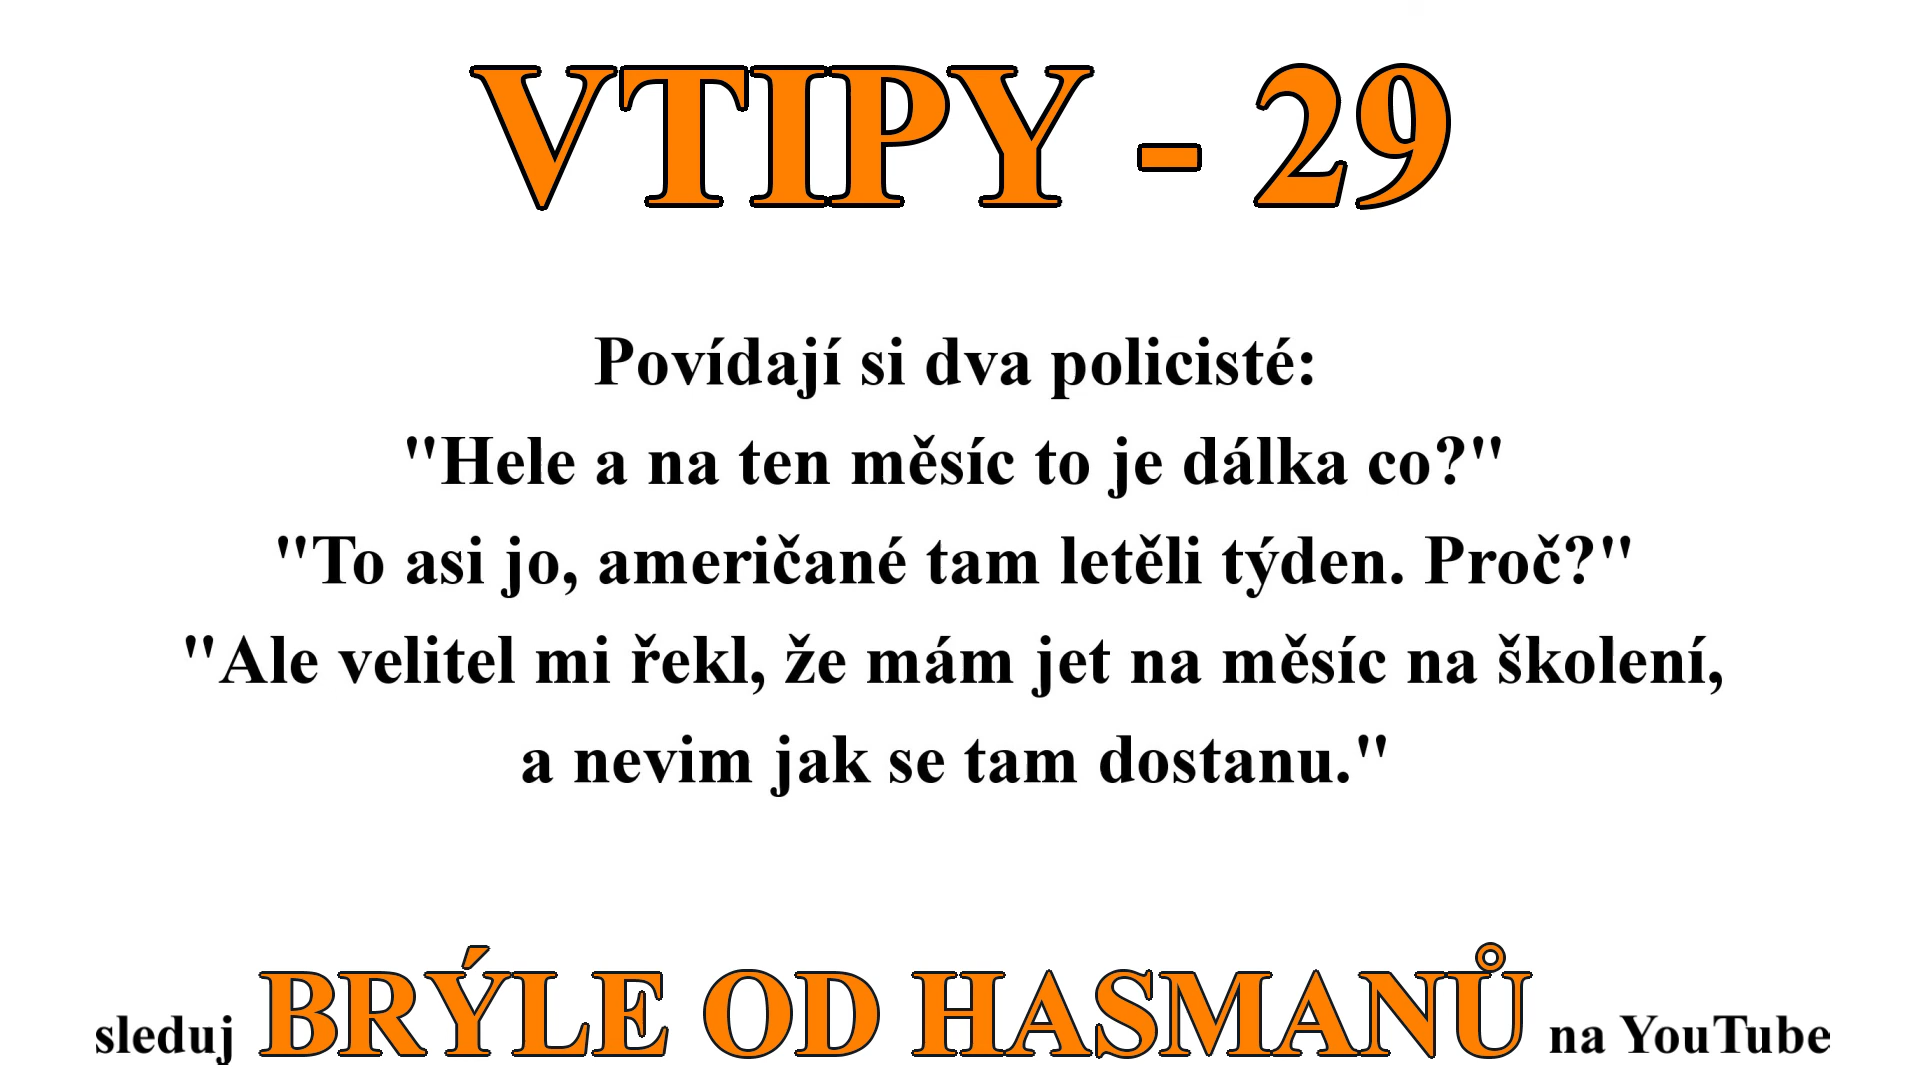 VTIPY - 29
Povídají si dva policisté:
"Hele a na ten měsíc to je dálka co?"
"To asi jo, američané tam letěli týden. Proč?"
"Ale velitel mi řekl, že mám jet na měsíc na školení,
a nevim jak se tam dostanu."
sleduj BRÝLE OD HASMANŮ na YouTube